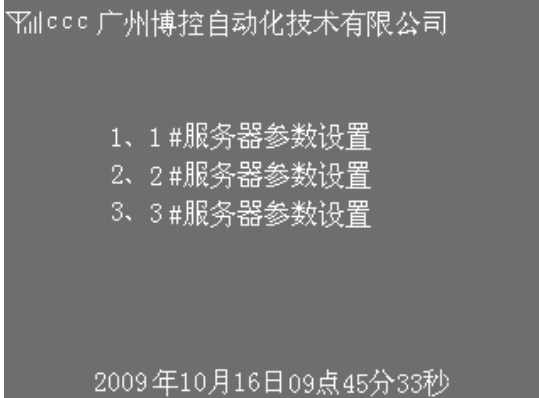 ccc 广州博控自动化技术有限公司
1、1#服务器参数设置
2、2#服务器参数设置
3、3#服务器参数设置
2009年10月16日09点45分33秒